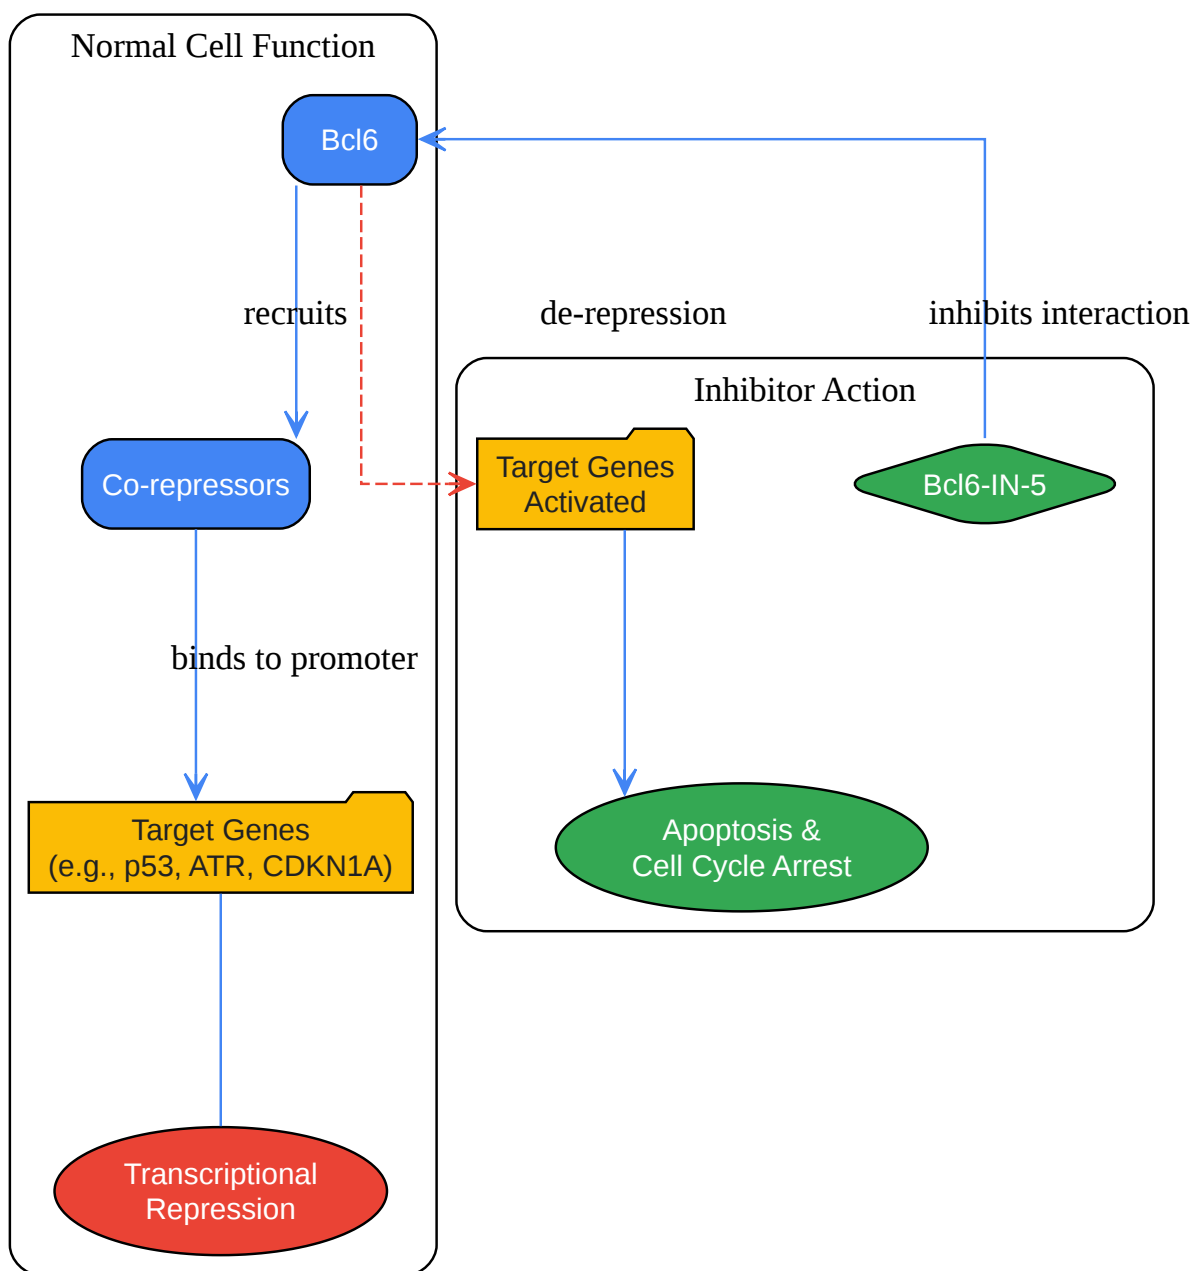 Normal Cell Function
Bcl6
recruits
de-repression
inhibits interaction
Inhibitor Action
Co-repressors
Target Genes
Activated
Bcl6-IN-5
binds to promoter
Target Genes
(e.g., p53, ATR, CDKN1A)
Apoptosis &
Cell Cycle Arrest
Transcriptional
Repression